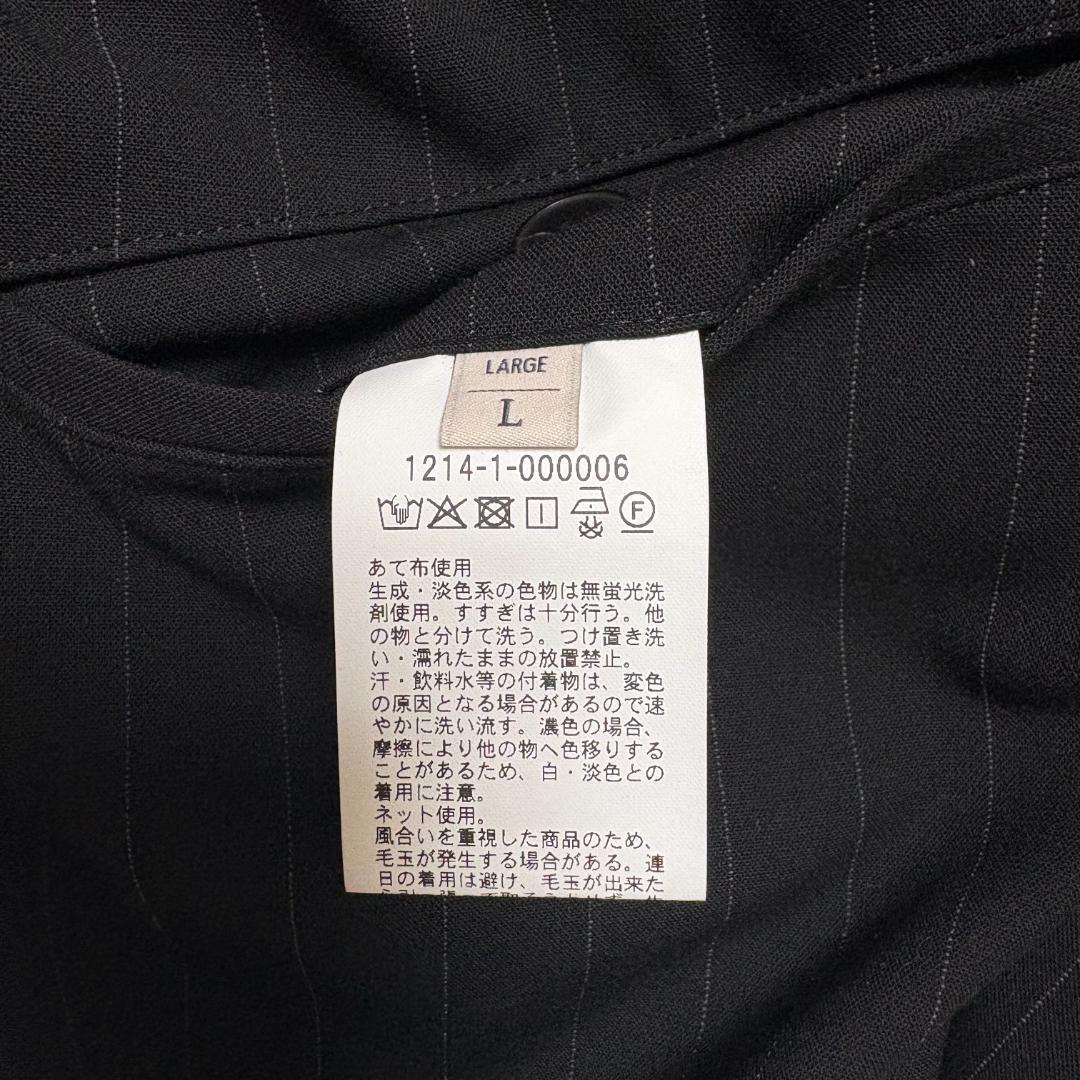 LARGE
L
1214-1-000006
F
あて布使用
生成・淡色系の色物は無蛍光洗
剤使用。すすぎは十分行う。他
の物と分けて洗う。つけ置き洗
い・濡れたままの放置禁止。
汗・飲料水等の付着物は、変色
の原因となる場合があるので速
やかに洗い流す。濃色の場合、
摩擦により他の物へ色移りする
ことがあるため、白・淡色との
着用に注意。
ネット使用。
風合いを重視した商品のため、
毛玉が発生する場合がある。連
日の着用は避け、毛玉が出来た